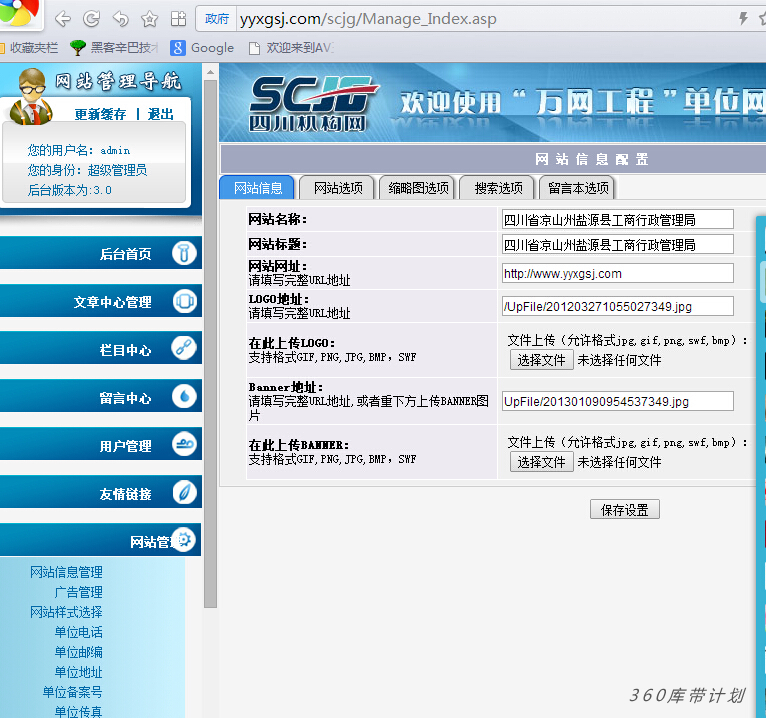 政府 yyxgsj.com/scjg/Manage_Index.asp
收藏夹栏 黑客辛巴技术 Google 欢迎来到AV
网站管理导航
更新缓存 | 退出
您的用户名: admin
您的身份: 超级管理员
后台版本为:3.0
后台首页
文章中心管理
栏目中心
留言中心
用户管理
友情链接
网站管
网站信息管理
广告管理
网站样式选择
单位电话
单位邮编
单位地址
单位备案号
单位传真
SCJG
四川机构网
欢迎使用“万网工程”单位网
网站信息配置
网站信息 网站选项 缩略图选项 搜索选项 留言本选项
网站名称: 四川省凉山州盐源县工商行政管理局
网站标题: 四川省凉山州盐源县工商行政管理局
网站网址: http://www.yyxgsj.com
请填写完整URL地址
LOGO地址: /UpFile/201203271055027349.jpg
请填写完整URL地址
在此上传LOGO: 文件上传（允许格式jpg,gif,png,swf,bmp）:
支持格式GIF,PNG,JPG,BMP，SWF 选择文件 未选择任何文件
Banner地址:
请填写完整URL地址,或者重下方上传BANNER图片 UpFile/201301090954537349.jpg
在此上传BANNER: 文件上传（允许格式jpg,gif,png,swf,bmp）:
支持格式GIF,PNG,JPG,BMP，SWF 选择文件 未选择任何文件
保存设置
360库带计划